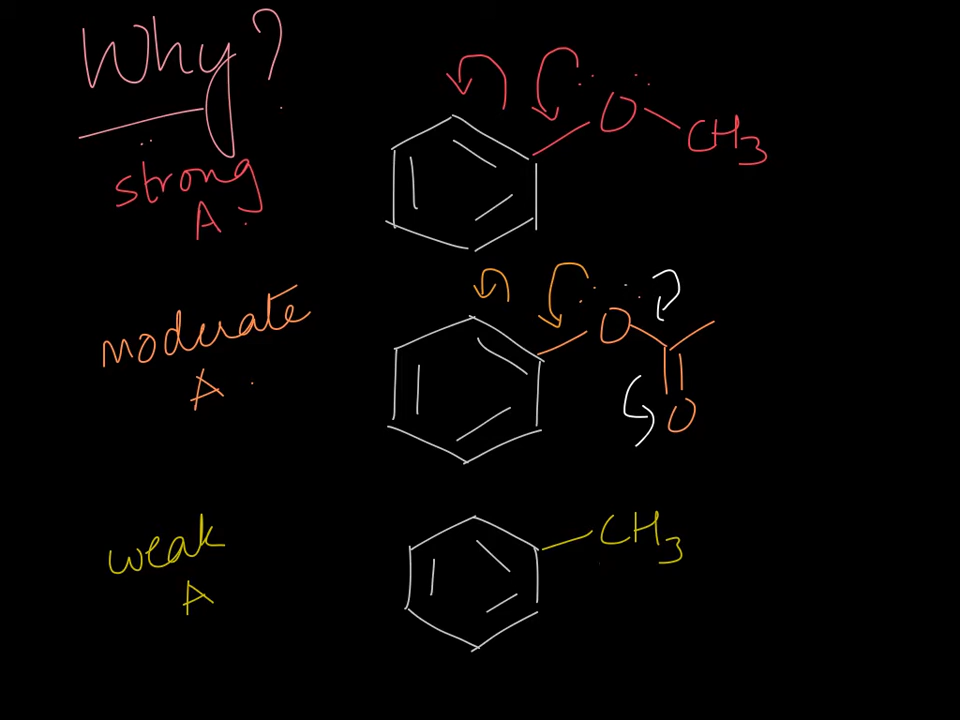 Why?
strong
A
O
CH3
moderate
A
O
O
weak
A
CH3